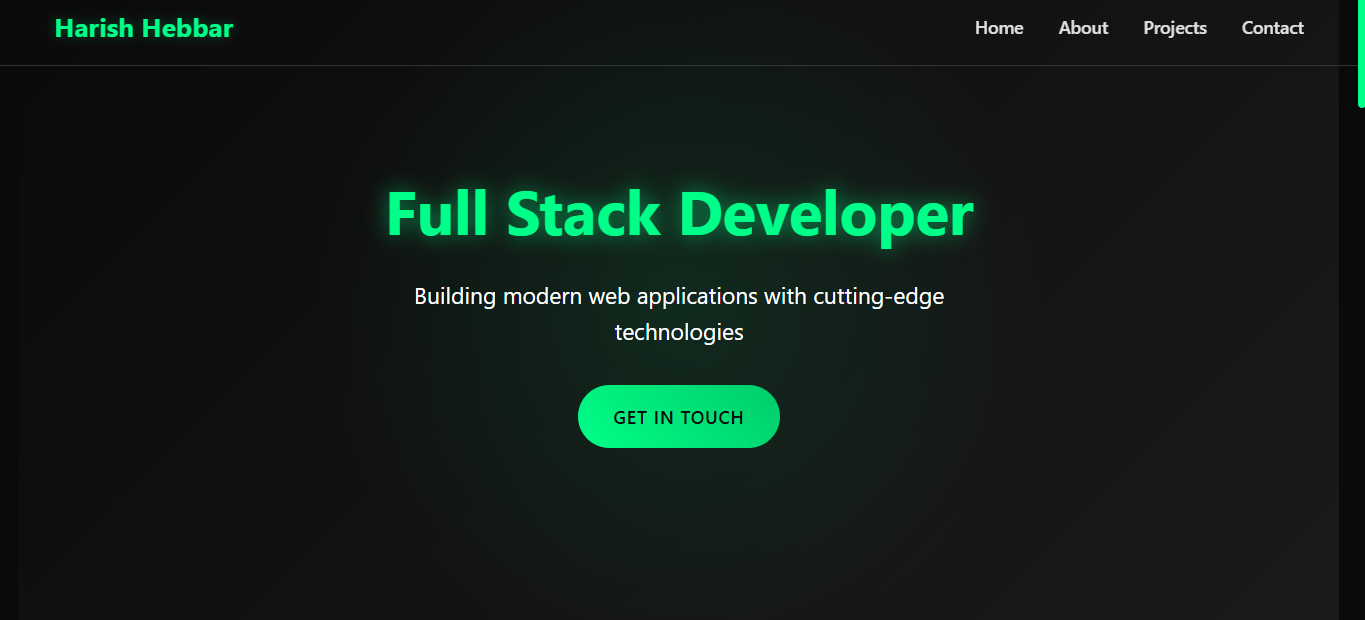 Harish Hebbar
Home About Projects Contact
Full Stack Developer
Building modern web applications with cutting-edge
technologies
GET IN TOUCH